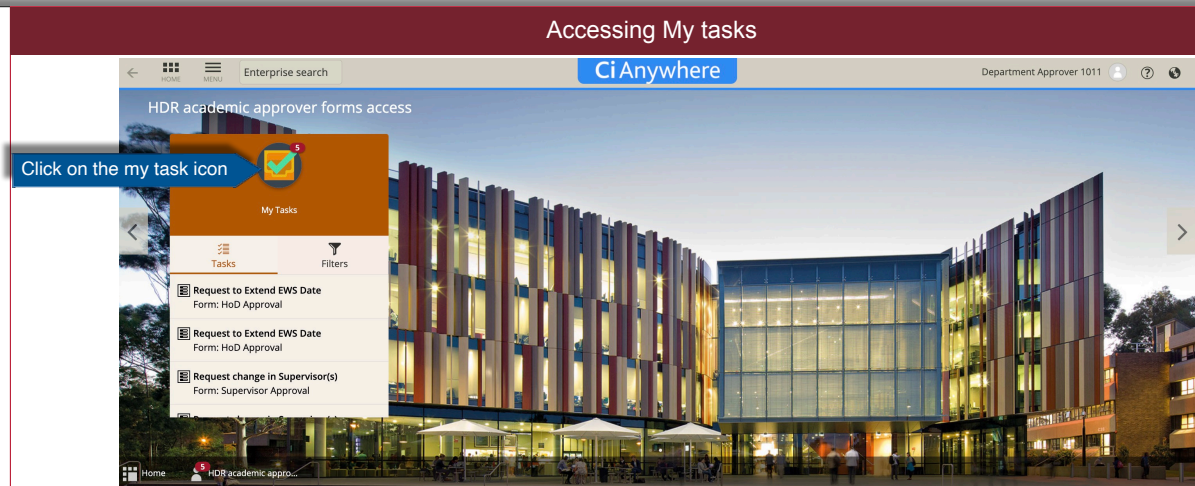 Accessing My tasks
HOME
MENU
Enterprise search
CiAnywhere
Department Approver 1011
HDR academic approver forms access
5
Click on the my task icon
My Tasks
Tasks
Filters
Request to Extend EWS Date
Form: HoD Approval
Request to Extend EWS Date
Form: HoD Approval
Request change in Supervisor(s)
Form: Supervisor Approval
Home
5
HDR academic appro...